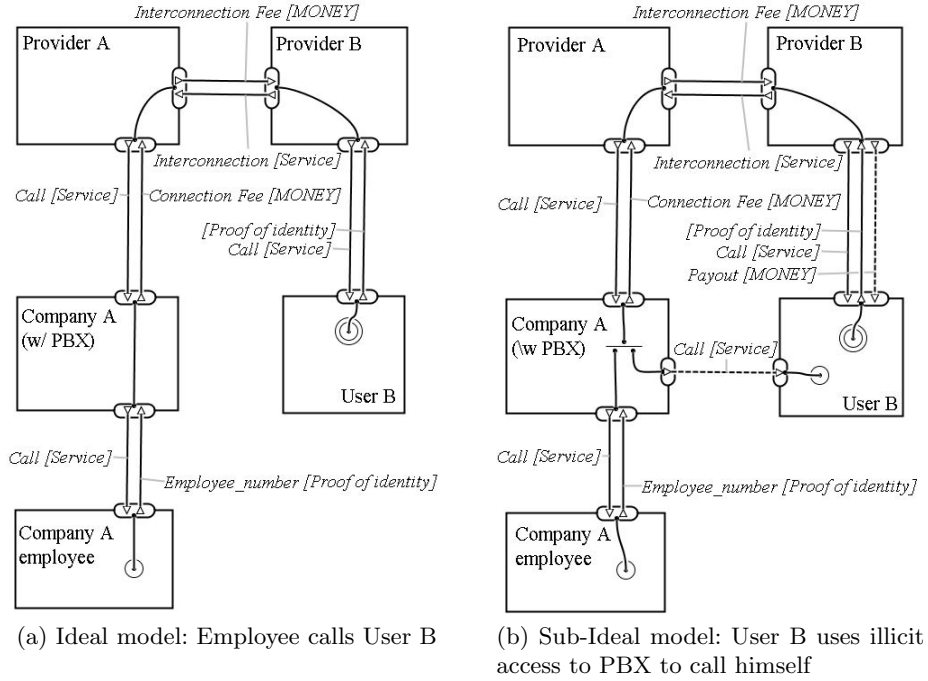 Interconnection Fee [MONEY]
Provider A
Provider B
Interconnection [Service]
Call [Service]
Connection Fee [MONEY]
[Proof of identity]
Call [Service]
Company A
(w/ PBX)
User B
Call [Service]
Employee_number [Proof of identity]
Company A
employee
(a) Ideal model: Employee calls User B
Interconnection Fee [MONEY]
Provider A
Provider B
Interconnection [Service]
Call [Service]
Connection Fee [MONEY]
[Proof of identity]
Call [Service]
Payout [MONEY]
Company A
(\w PBX)
Call [Service]
User B
Call [Service]
Employee_number [Proof of identity]
Company A
employee
(b) Sub-Ideal model: User B uses illicit
access to PBX to call himself